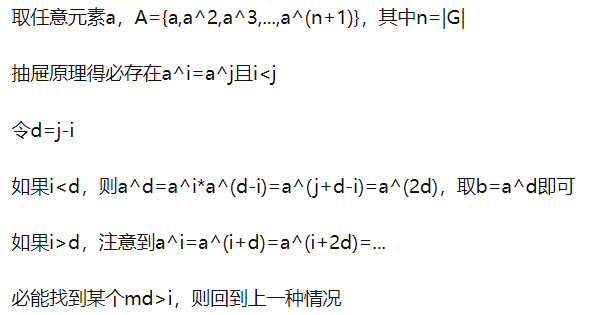 取任意元素a，A={a,a^2,a^3,...,a^(n+1)}，其中n=|G|
抽屉原理得必存在a^i=a^j且i<j
令d=j-i
如果i<d，则a^d=a^i*a^(d-i)=a^(j+d-i)=a^(2d)，取b=a^d即可
如果i>d，注意到a^i=a^(i+d)=a^(i+2d)=...
必能找到某个md>i，则回到上一种情况